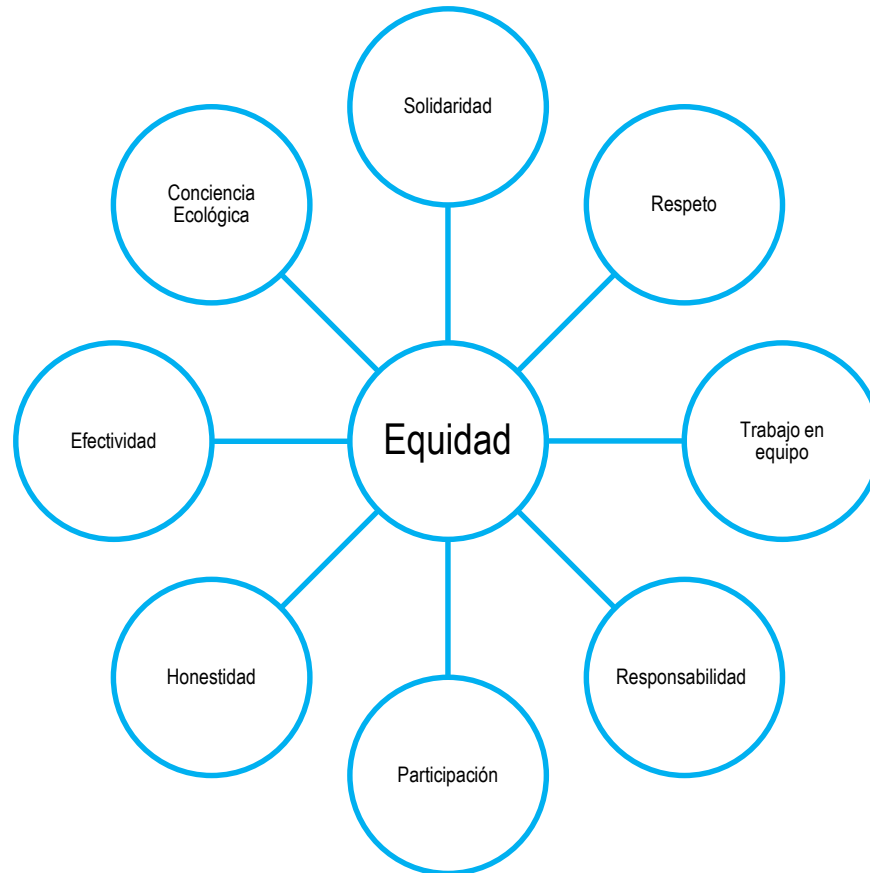 Solidaridad
Conciencia
Ecológica
Respeto
Efectividad
Equidad
Trabajo en
equipo
Honestidad
Responsabilidad
Participación